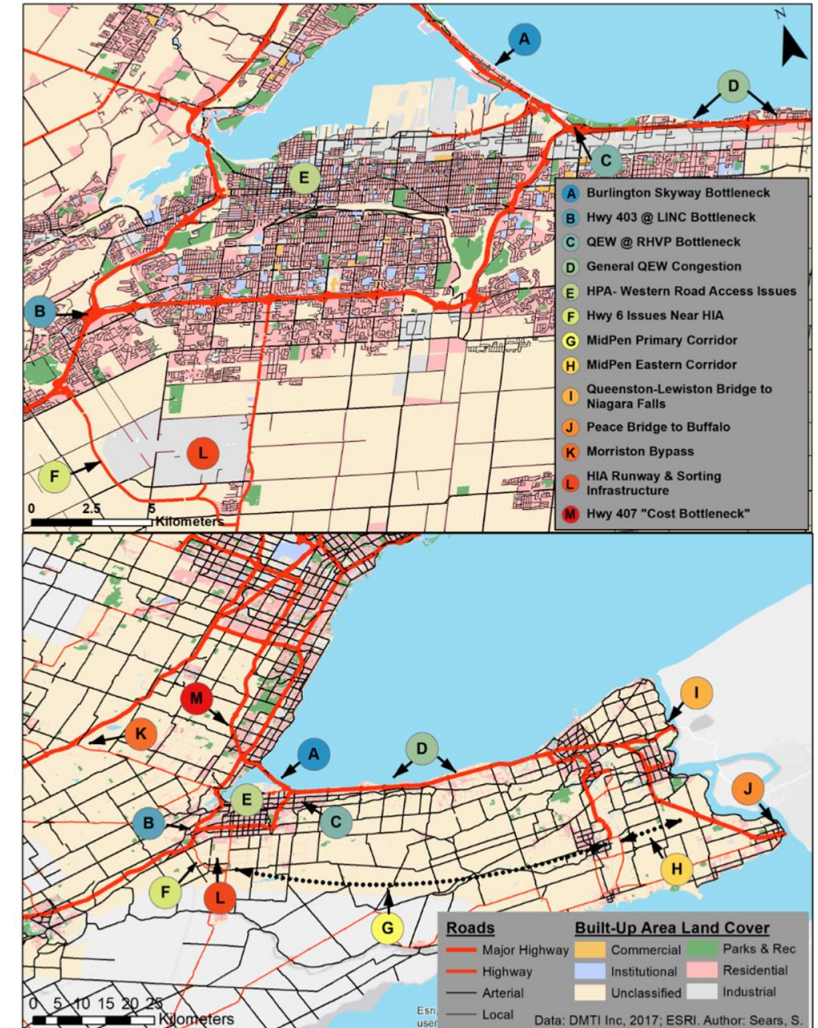 N
A
D
C
E
A Burlington Skyway Bottleneck
B Hwy 403 @ LINC Bottleneck
C QEW @ RHVP Bottleneck
D General QEW Congestion
E HPA- Western Road Access Issues
F Hwy 6 Issues Near HIA
G MidPen Primary Corridor
H MidPen Eastern Corridor
I Queenston-Lewiston Bridge to
Niagara Falls
J Peace Bridge to Buffalo
K Morriston Bypass
L HIA Runway & Sorting
Infrastructure
M Hwy 407 "Cost Bottleneck"
B
L
F
0 2.5 5
Kilometers
M
I
K
A
D
J
E
B
C
H
F
L
G
Roads
Major Highway
Highway
Arterial
Local
Built-Up Area Land Cover
Commercial
Parks & Rec
Institutional
Residential
Unclassified
Industrial
0 5 10 15 20 25
Kilometers
Esri,
user
Data: DMTI Inc, 2017; ESRI. Author: Sears, S.